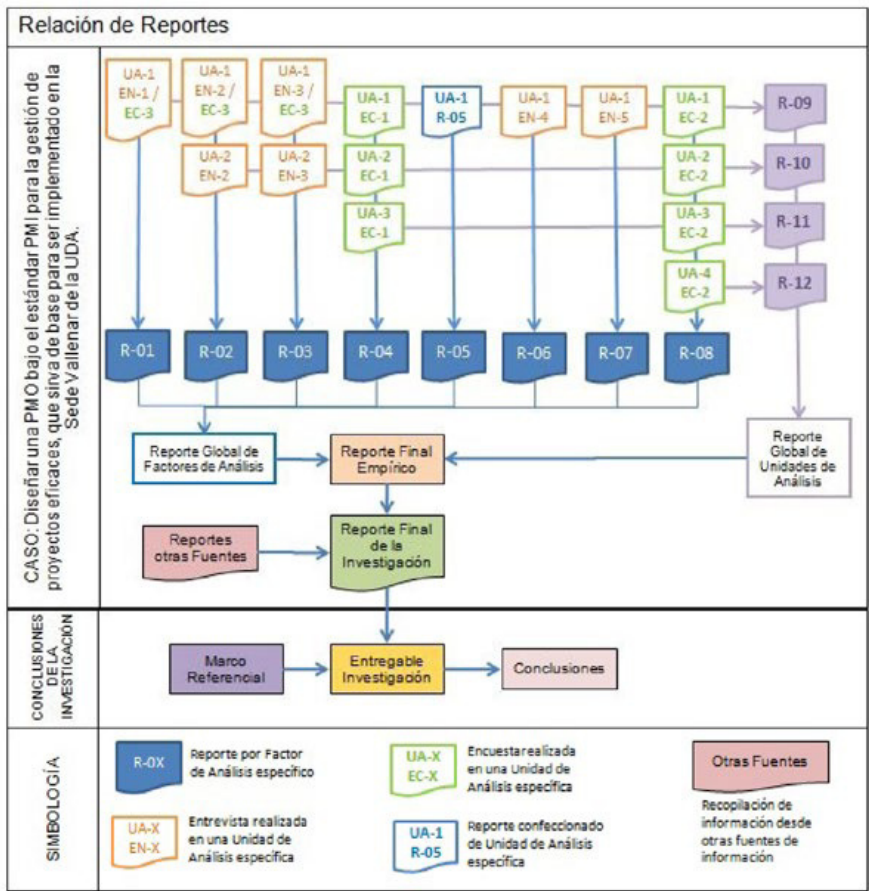 Relación de Reportes
CASO: Diseñar una PMO bajo el estándar PMI para la gestión de
proyectos eficaces, que sirva de base para ser implementado en la
Sede Vallenar de la UDA.
UA-1
EN-1 /
EC-3
UA-1
EN-2 /
EC-3
UA-1
EN-3 /
EC-3
UA-1
EC-1
UA-1
R-05
UA-1
EN-4
UA-1
EN-5
UA-1
EC-2
R-09
UA-2
EN-2
UA-2
EN-3
UA-2
EC-1
UA-2
EC-2
R-10
UA-3
EC-1
UA-3
EC-2
R-11
UA-4
EC-2
R-12
R-01
R-02
R-03
R-04
R-05
R-06
R-07
R-08
Reporte Global de
Factores de Análisis
Reporte Final
Empírico
Reporte
Global de
Unidades de
Análisis
Reportes
otras Fuentes
Reporte Final
de la
Investigación
CONCLUSIONES
DE LA
INVESTIGACIÓN
Marco
Referencial
Entregable
Investigación
Conclusiones
SIMBOLOGÍA
R-0X
Reporte por Factor
de Análisis específico
UA-X
EC-X
Encuesta realizada
en una Unidad de
Análisis específica
Otras Fuentes
Recopilación de
información desde
otras fuentes de
información
UA-X
EN-X
Entrevista realizada
en una Unidad de
Análisis específica
UA-1
R-05
Reporte confeccionado
de Unidad de Análisis
específica